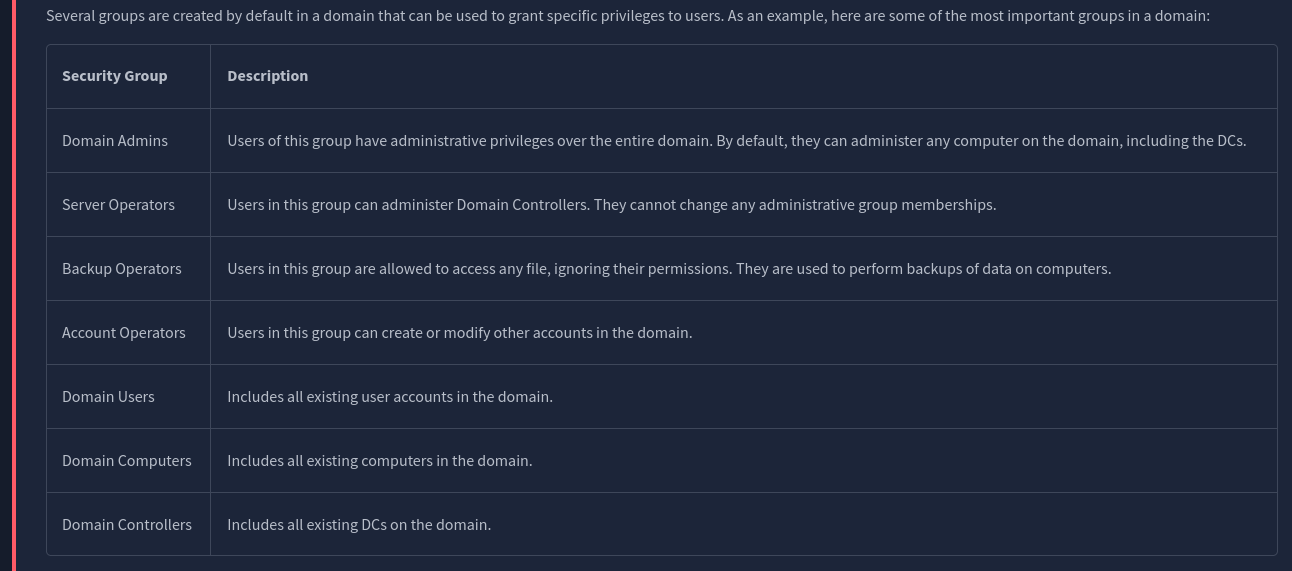 Several groups are created by default in a domain that can be used to grant specific privileges to users. As an example, here are some of the most important groups in a domain:
Security Group Description
Domain Admins Users of this group have administrative privileges over the entire domain. By default, they can administer any computer on the domain, including the DCs.
Server Operators Users in this group can administer Domain Controllers. They cannot change any administrative group memberships.
Backup Operators Users in this group are allowed to access any file, ignoring their permissions. They are used to perform backups of data on computers.
Account Operators Users in this group can create or modify other accounts in the domain.
Domain Users Includes all existing user accounts in the domain.
Domain Computers Includes all existing computers in the domain.
Domain Controllers Includes all existing DCs on the domain.